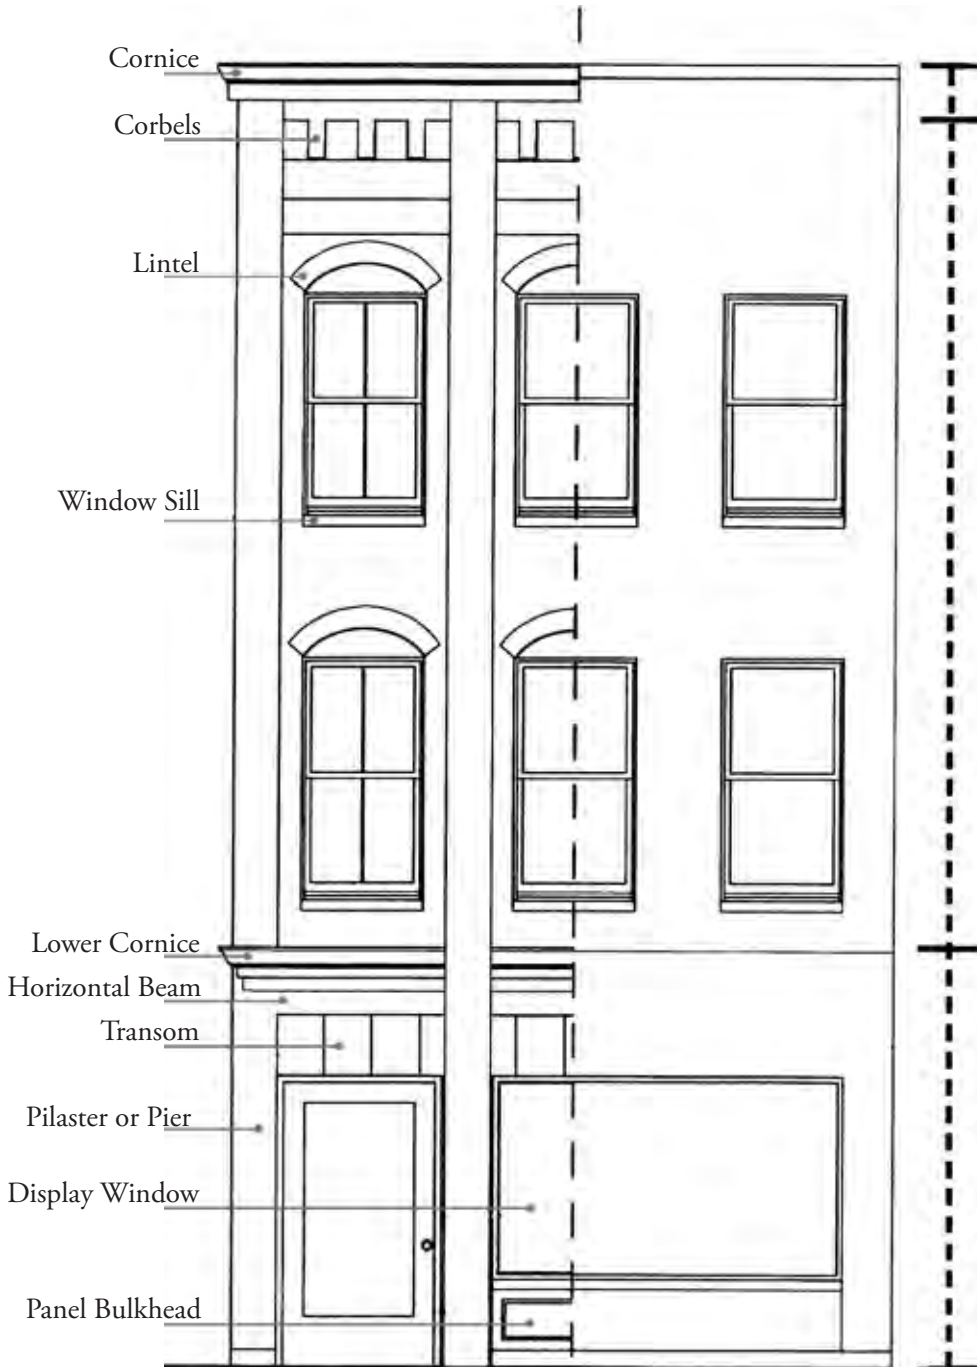 Cornice
Corbels
Lintel
Window Sill
Lower Cornice
Horizontal Beam
Transom
Pilaster or Pier
Display Window
Panel Bulkhead